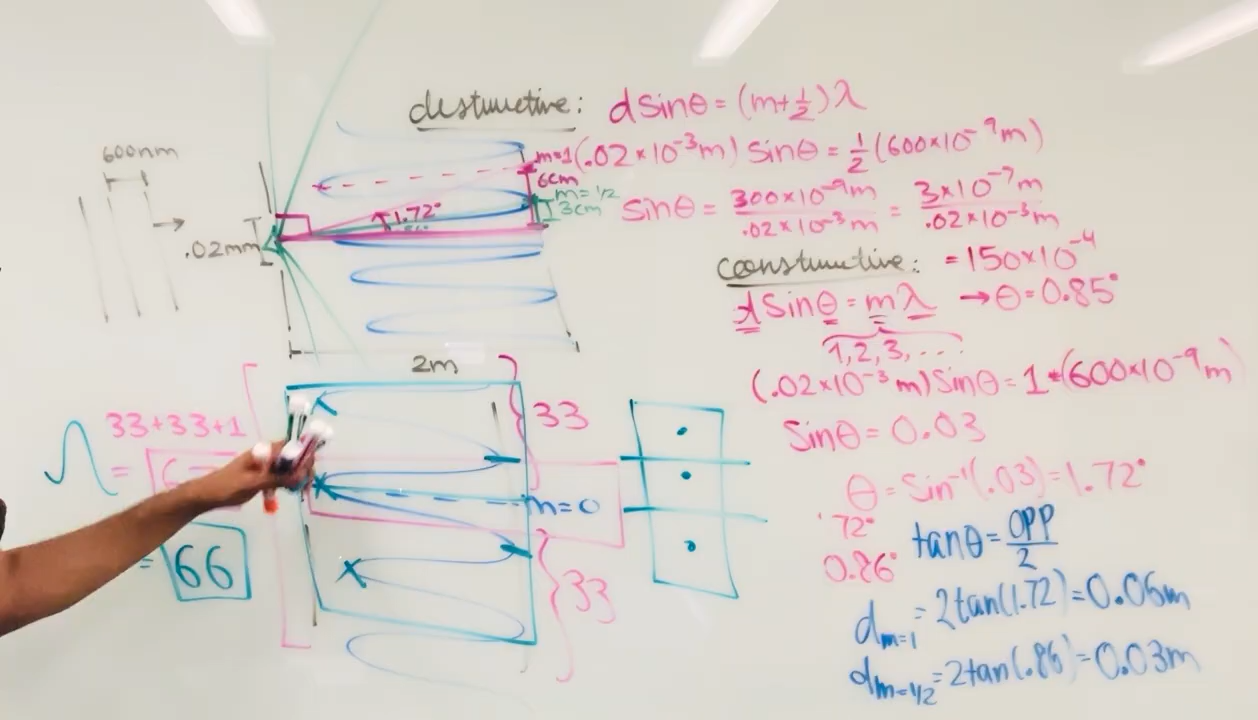 destructive: dsinθ=(m+½)λ
600nm
m=1 (.02×10⁻³m) sinθ=½(600×10⁻⁹m)
6cm
m=½
3cm
1.72°
sinθ= 300×10⁻⁹m/.02×10⁻³m = 3×10⁻⁷m/.02×10⁻³m
.02mm
constructive: =150×10⁻⁴
dsinθ=mλ →θ=0.85°
1,2,3,...
2m
(.02×10⁻³m)sinθ=1•(600×10⁻⁹m)
33+33+1
33
sinθ=0.03
=
m=0
θ=sin⁻¹(.03)=1.72°
72°
tanθ=OPP/2
= 66
33
0.86°
d m=1 =2tan(1.72)=0.06m
d m=1/2 =2tan(.86)=0.03m